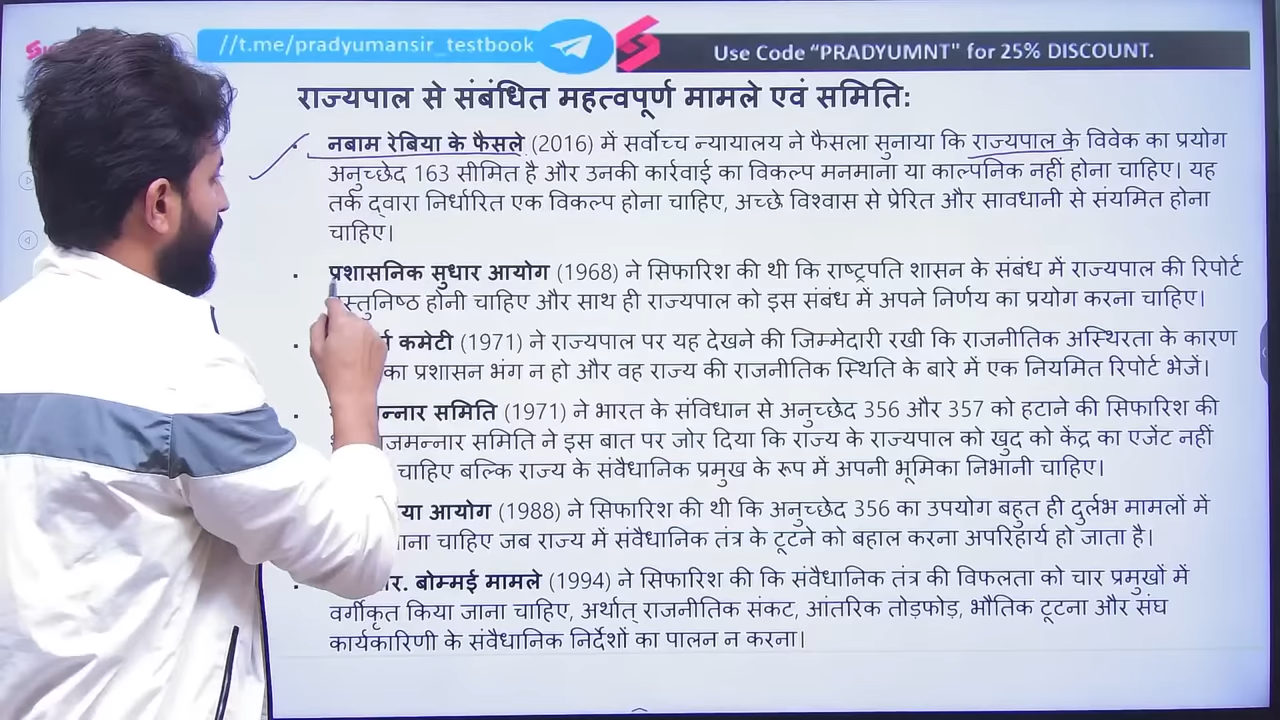 //t.me/pradyumansir_testbook
Use Code “PRADYUMNT" for 25% DISCOUNT.
राज्यपाल से संबंधित महत्वपूर्ण मामले एवं समिति:
नबाम रेबिया के फैसले (2016) में सर्वोच्च न्यायालय ने फैसला सुनाया कि राज्यपाल के विवेक का प्रयोग
अनुच्छेद 163 सीमित है और उनकी कार्रवाई का विकल्प मनमाना या काल्पनिक नहीं होना चाहिए। यह
तर्क द्वारा निर्धारित एक विकल्प होना चाहिए, अच्छे विश्वास से प्रेरित और सावधानी से संयमित होना
चाहिए।
प्रशासनिक सुधार आयोग (1968) ने सिफारिश की थी कि राष्ट्रपति शासन के संबंध में राज्यपाल की रिपोर्ट
होनी चाहिए और साथ ही राज्यपाल को इस संबंध में अपने निर्णय का प्रयोग करना चाहिए।
कमेटी (1971) ने राज्यपाल पर यह देखने की जिम्मेदारी रखी कि राजनीतिक अस्थिरता के कारण
का प्रशासन भंग न हो और वह राज्य की राजनीतिक स्थिति के बारे में एक नियमित रिपोर्ट भेजें।
समिति (1971) ने भारत के संविधान से अनुच्छेद 356 और 357 को हटाने की सिफारिश की
समिति ने इस बात पर जोर दिया कि राज्य के राज्यपाल को खुद को केंद्र का एजेंट नहीं
चाहिए बल्कि राज्य के संवैधानिक प्रमुख के रूप में अपनी भूमिका निभानी चाहिए।
आयोग (1988) ने सिफारिश की थी कि अनुच्छेद 356 का उपयोग बहुत ही दुर्लभ मामलों में
चाहिए जब राज्य में संवैधानिक तंत्र के टूटने को बहाल करना अपरिहार्य हो जाता है।
बोम्मई मामले (1994) ने सिफारिश की कि संवैधानिक तंत्र की विफलता को चार प्रमुखों में
वर्गीकृत किया जाना चाहिए, अर्थात् राजनीतिक संकट, आंतरिक तोड़फोड़, भौतिक टूटना और संघ
कार्यकारिणी के संवैधानिक निर्देशों का पालन न करना।